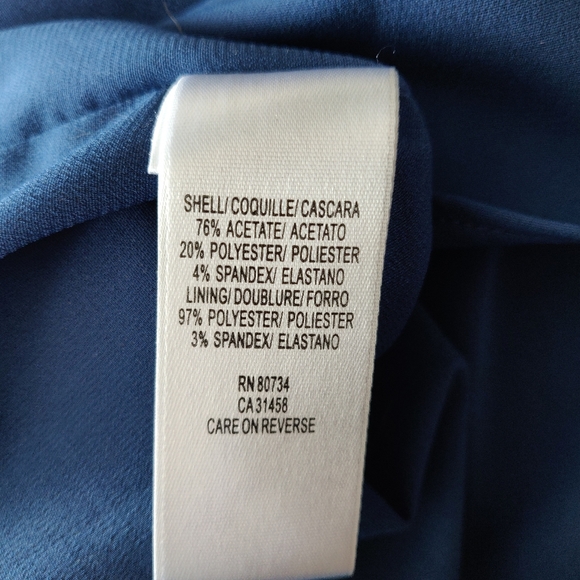 SHELL/ COQUILLE/ CASCARA
76% ACETATE/ ACETATO
20% POLYESTER/ POLIESTER
4% SPANDEX/ ELASTANO
LINING/ DOUBLURE/ FORRO
97% POLYESTER/ POLIESTER
3% SPANDEX/ ELASTANO
RN 80734
CA 31458
CARE ON REVERSE